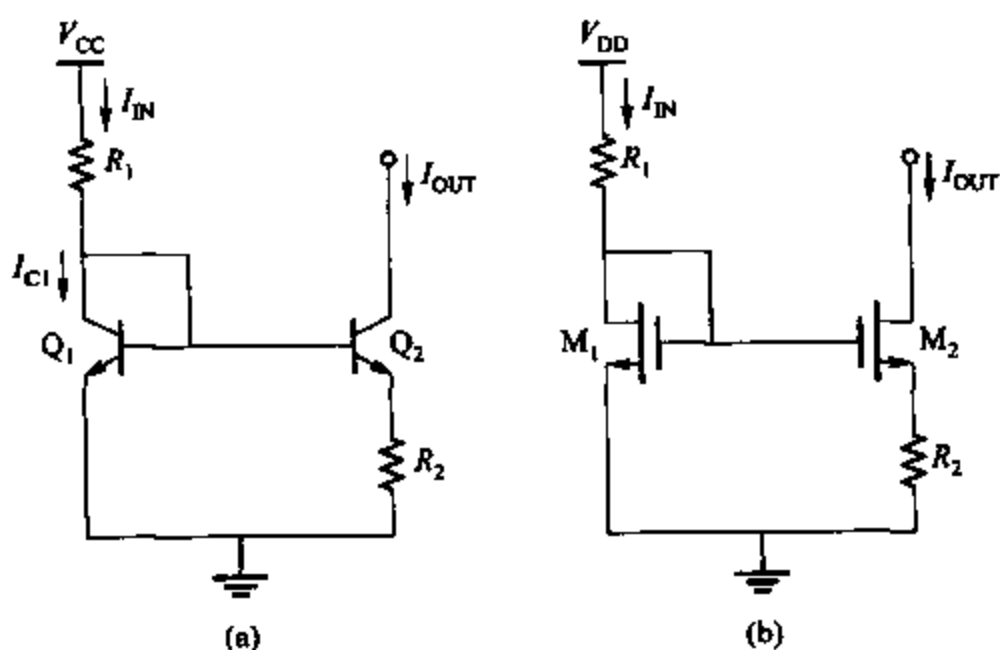 V_CC
I_IN
R_1
I_OUT
I_C1
Q_1
Q_2
R_2
(a)
V_DD
I_IN
R_1
I_OUT
M_1
M_2
R_2
(b)